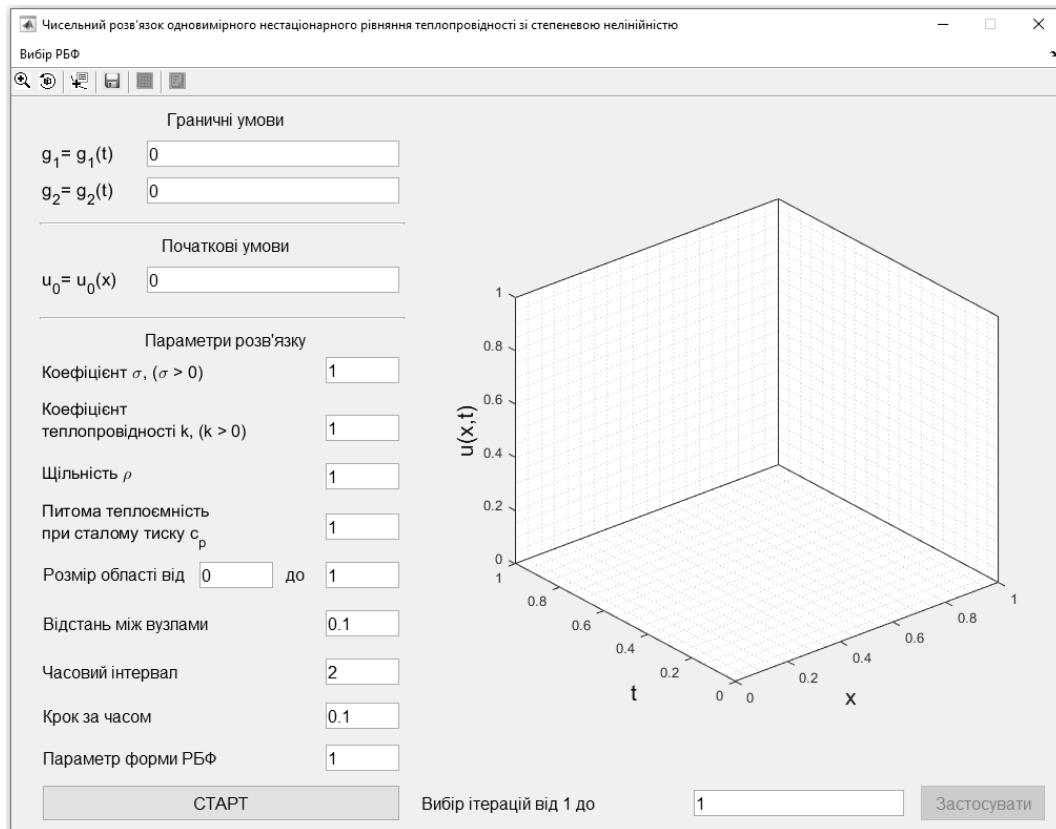 Чисельний розв'язок одновимірного нестаціонарного рівняння теплопровідності зі степеневою нелінійністю
Вибір РБФ
Граничні умови
g₁= g₁(t) 0
g₂= g₂(t) 0
Початкові умови
u₀= u₀(x) 0
Параметри розв'язку
Коефіцієнт σ, (σ > 0) 1
Коефіцієнт
теплопровідності k, (k > 0) 1
Щільність ρ 1
Питома теплоємність
при сталому тиску cₚ 1
Розмір області від 0 до 1
Відстань між вузлами 0.1
Часовий інтервал 2
Крок за часом 0.1
Параметр форми РБФ 1
СТАРТ
u(x,t)
1
0.8
0.6
0.4
0.2
0
1
0.8
0.6
0.4
0.2
0
t
0
0.2
0.4
0.6
0.8
1
x
Вибір ітерацій від 1 до 1 Застосувати